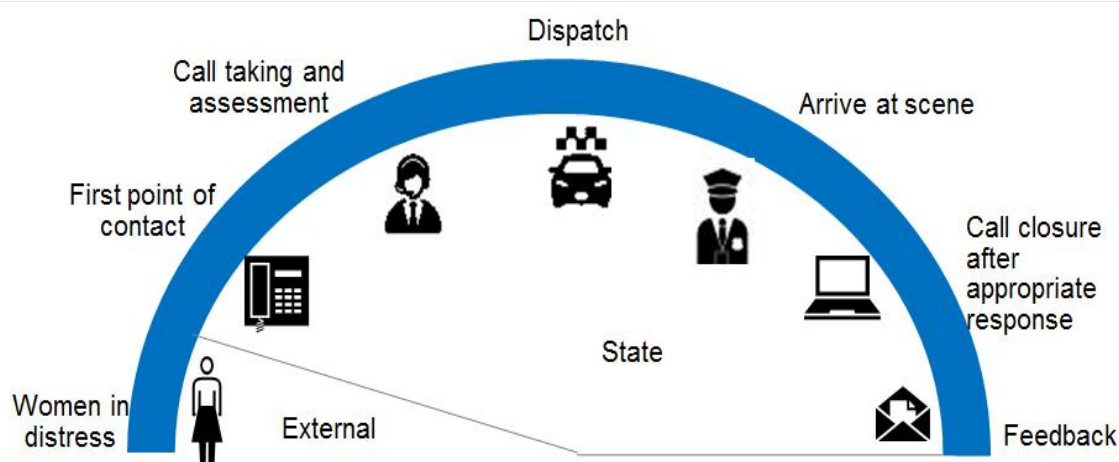 Women in
distress
First point of
contact
Call taking and
assessment
Dispatch
Arrive at scene
Call closure
after
appropriate
response
Feedback
External
State